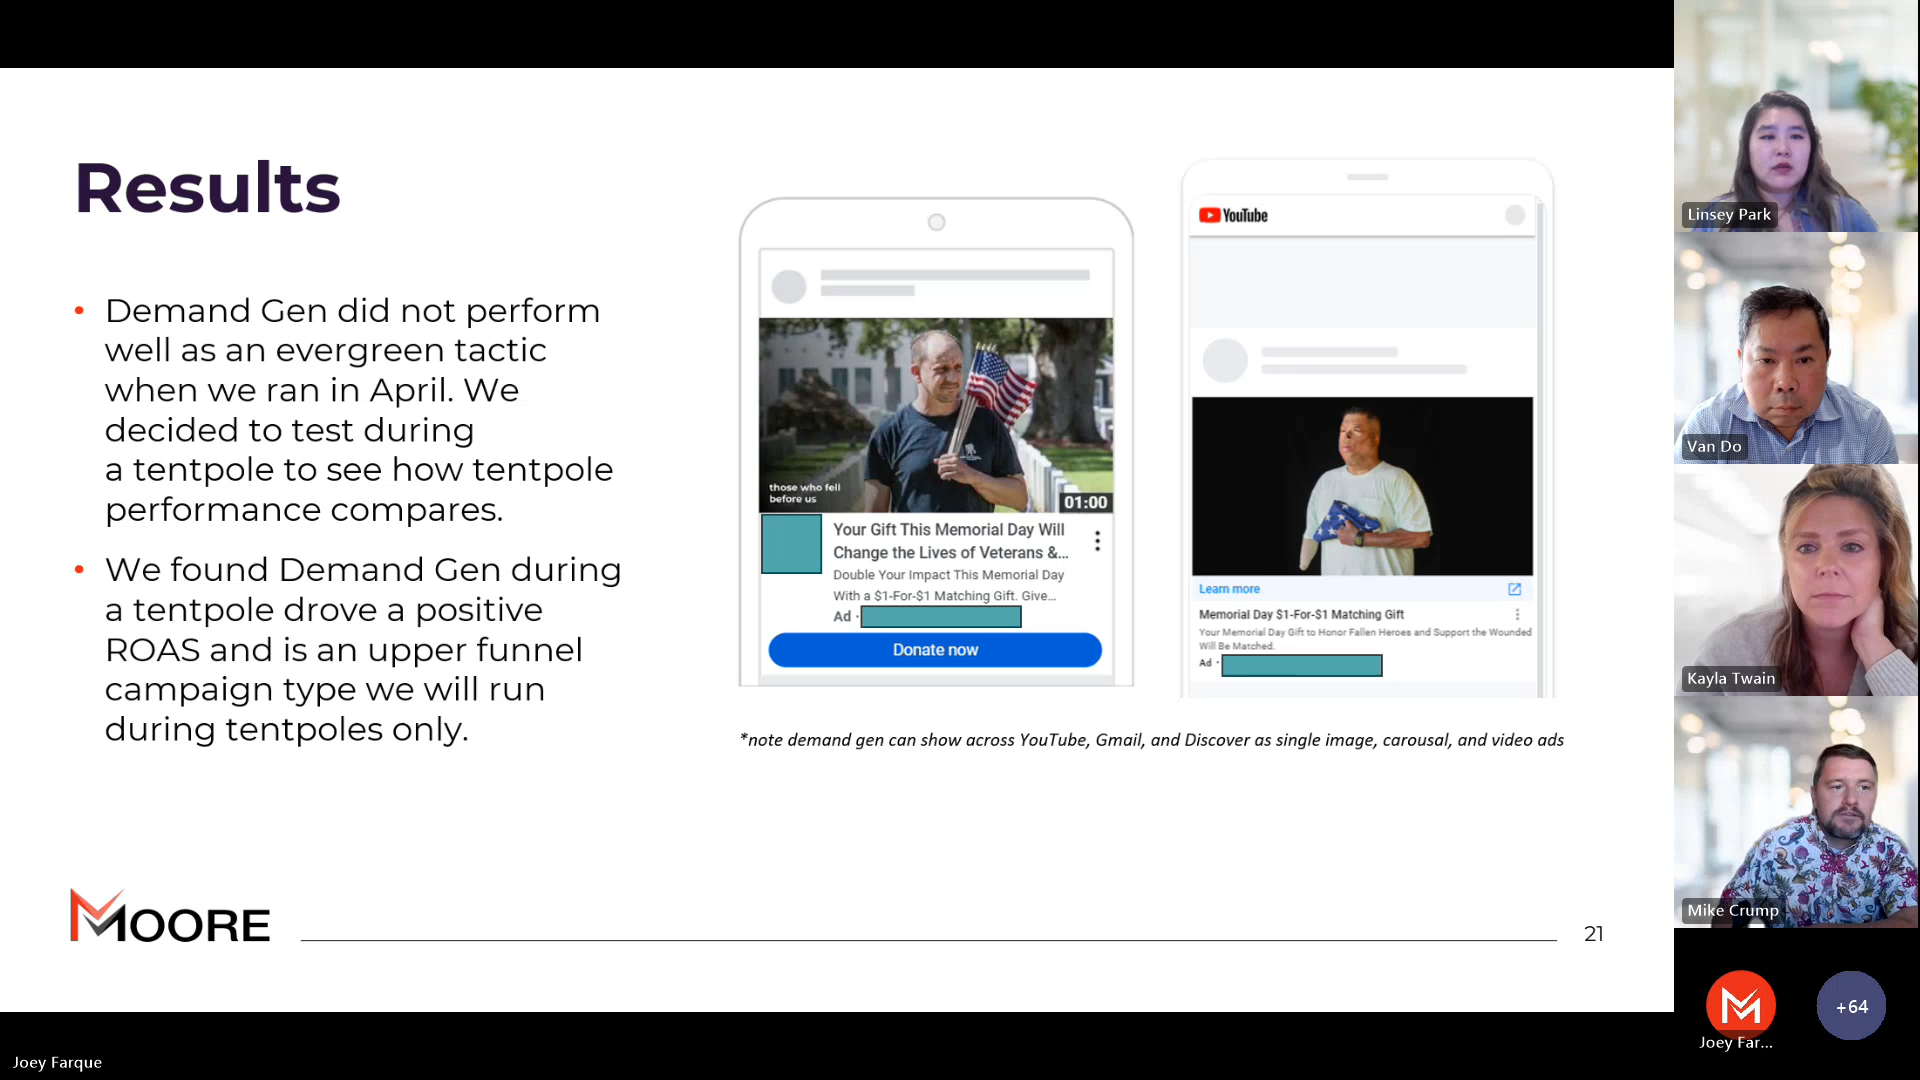 Results
• Demand Gen did not perform
well as an evergreen tactic
when we ran in April. We
decided to test during
a tentpole to see how tentpole
performance compares.
• We found Demand Gen during
a tentpole drove a positive
ROAS and is an upper funnel
campaign type we will run
during tentpoles only.
those who fell
before us
01:00
Your Gift This Memorial Day Will
Change the Lives of Veterans &...
Double Your Impact This Memorial Day
With a $1-For-$1 Matching Gift. Give...
Ad ·
Donate now
YouTube
Learn more
Memorial Day $1-For-$1 Matching Gift
Your Memorial Day Gift to Honor Fallen Heroes and Support the Wounded
Will Be Matched.
Ad ·
*note demand gen can show across YouTube, Gmail, and Discover as single image, carousal, and video ads
MOORE
21
Linsey Park
Van Do
Kayla Twain
Mike Crump
Joey Far...
+64
Joey Farque